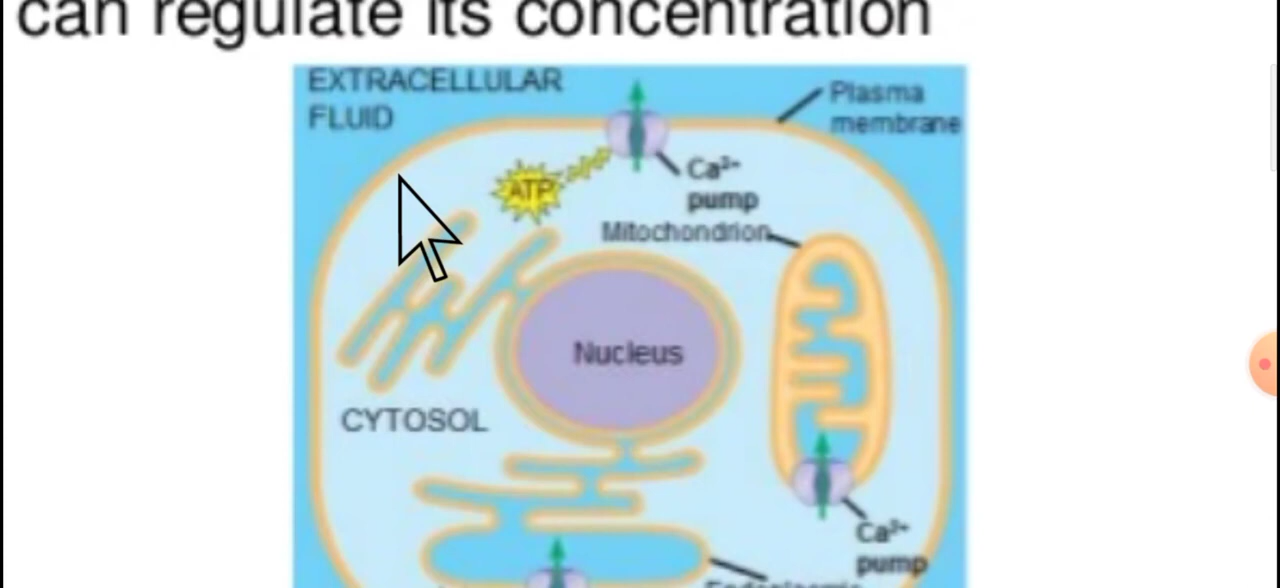 can regulate its concentration
EXTRACELLULAR
FLUID
Plasma
membrane
ATP
Ca²⁺
pump
Mitochondrion
Nucleus
CYTOSOL
Ca²⁺
pump